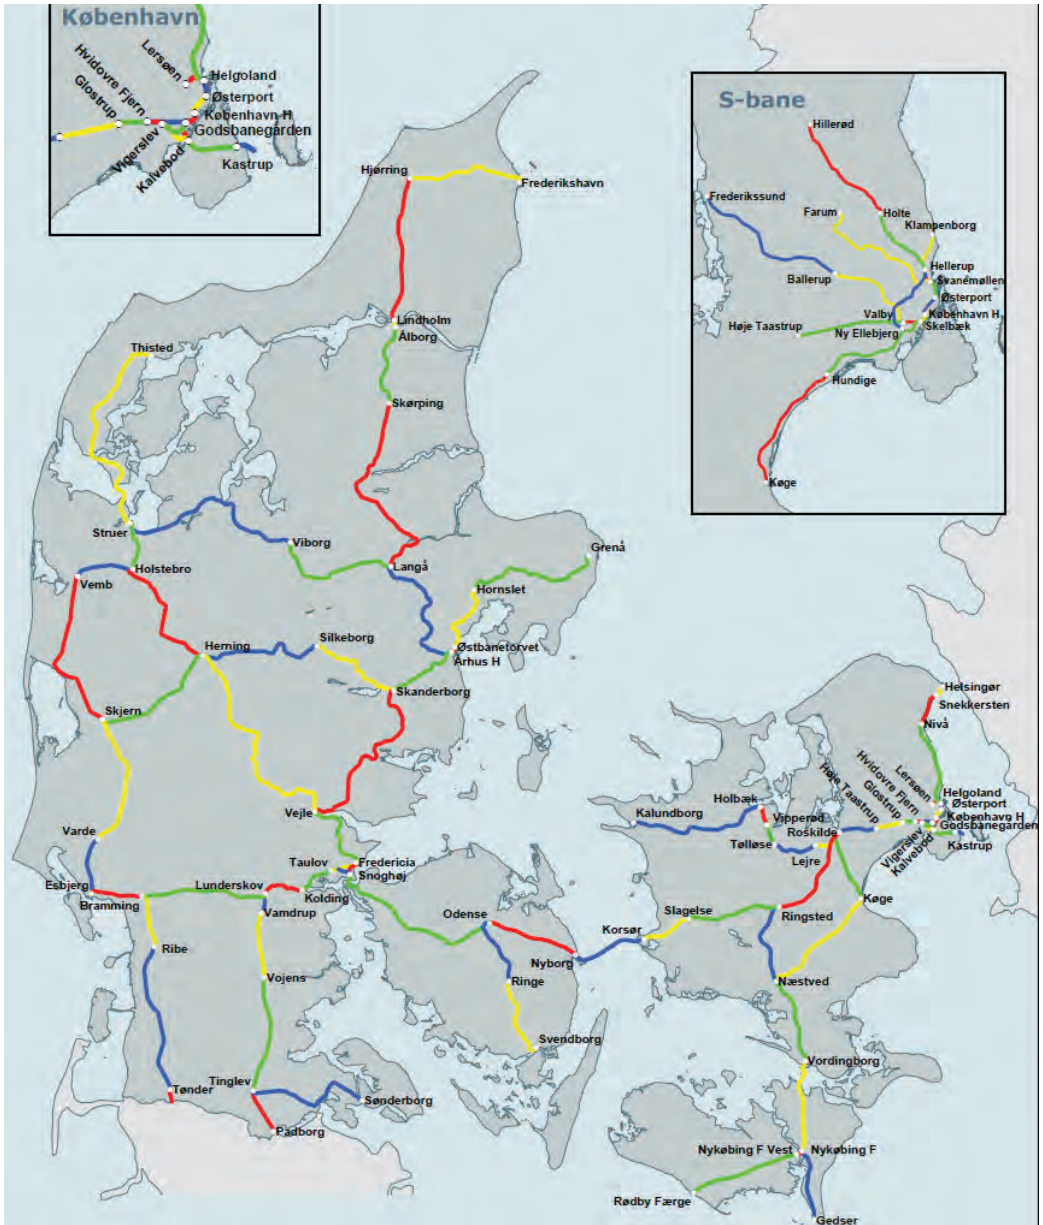 København
Lersøen
Hvidovre Fjern
Glostrup
Helgoland
Østerport
København H
Godsbanegården
Vigerslev
Kalvebod
Kastrup
S-bane
Hillerød
Frederikssund
Farum
Holte
Klampenborg
Ballerup
Hellerup
Svanemøllen
Østerport
Valby
København H
Høje Taastrup
Ny Ellebjerg
Skelbæk
Hundige
Køge
Hjørring
Frederikshavn
Lindholm
Ålborg
Thisted
Skørping
Struer
Viborg
Grenå
Langå
Holstebro
Vemb
Hornslet
Herning
Silkeborg
Østbanetorvet
Århus H
Skanderborg
Skjern
Vejle
Varde
Taulov
Fredericia
Snoghøj
Esbjerg
Bramming
Lunderskov
Kolding
Vamdrup
Odense
Ribe
Nyborg
Korsør
Vojens
Ringe
Svendborg
Tinglev
Tønder
Sønderborg
Padborg
Helsingør
Snekkersten
Nivå
Lersøen
Hvidovre Fjern
Glostrup
Høje Taastrup
Helgoland
Østerport
København H
Godsbanegården
Kastrup
Vigerslev
Kalvebod
Holbæk
Kalundborg
Vipperød
Roskilde
Tølløse
Lejre
Køge
Slagelse
Ringsted
Næstved
Vordingborg
Nykøbing F Vest
Nykøbing F
Rødby Færge
Gedser